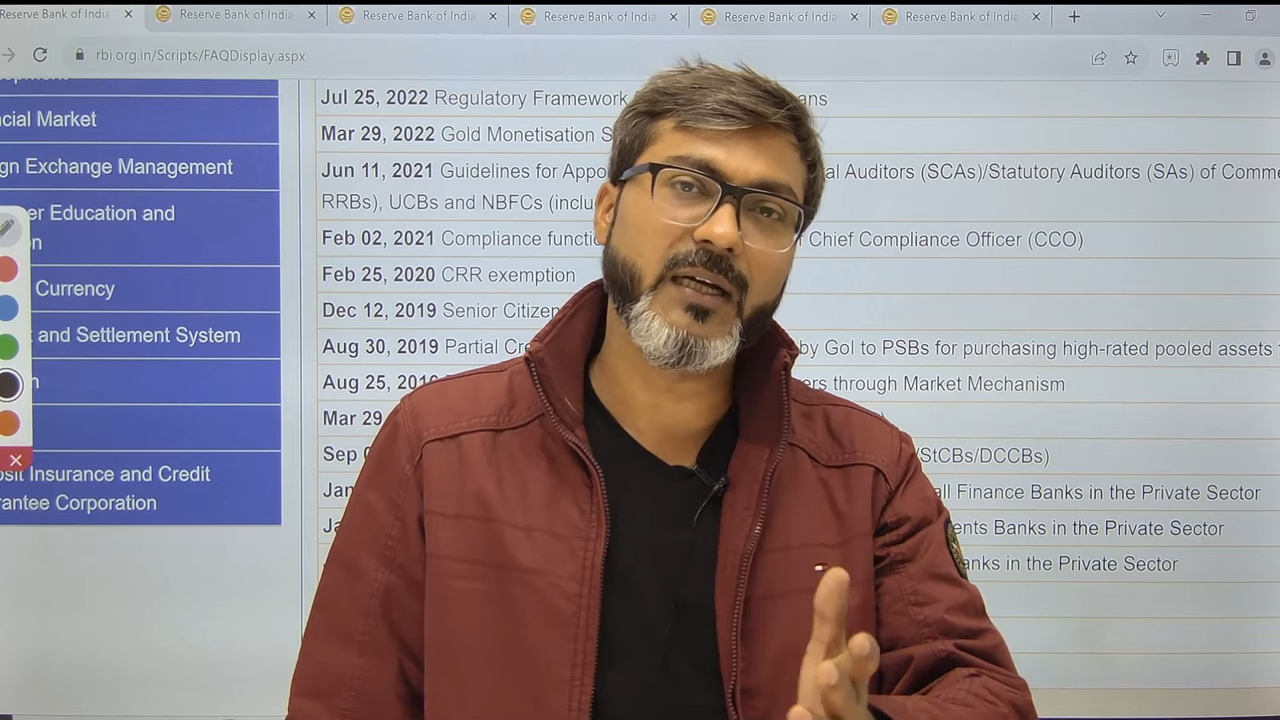 Reserve Bank of India
Reserve Bank of India
Reserve Bank of India
Reserve Bank of India
Reserve Bank of India
Reserve Bank of India
rbi.org.in/Scripts/FAQDisplay.aspx
ncial Market
gn Exchange Management
er Education and
n
Currency
t and Settlement System
n
osit Insurance and Credit
rantee Corporation
Jul 25, 2022 Regulatory Framework ans
Mar 29, 2022 Gold Monetisation S
Jun 11, 2021 Guidelines for Appo al Auditors (SCAs)/Statutory Auditors (SAs) of Comme
RRBs), UCBs and NBFCs (inclu
Feb 02, 2021 Compliance functio Chief Compliance Officer (CCO)
Feb 25, 2020 CRR exemption
Dec 12, 2019 Senior Citizen
Aug 30, 2019 Partial Cre by GoI to PSBs for purchasing high-rated pooled assets
Aug 25, 201 ers through Market Mechanism
Mar 29
Sep /StCBs/DCCBs)
Jan all Finance Banks in the Private Sector
Ja ents Banks in the Private Sector
anks in the Private Sector